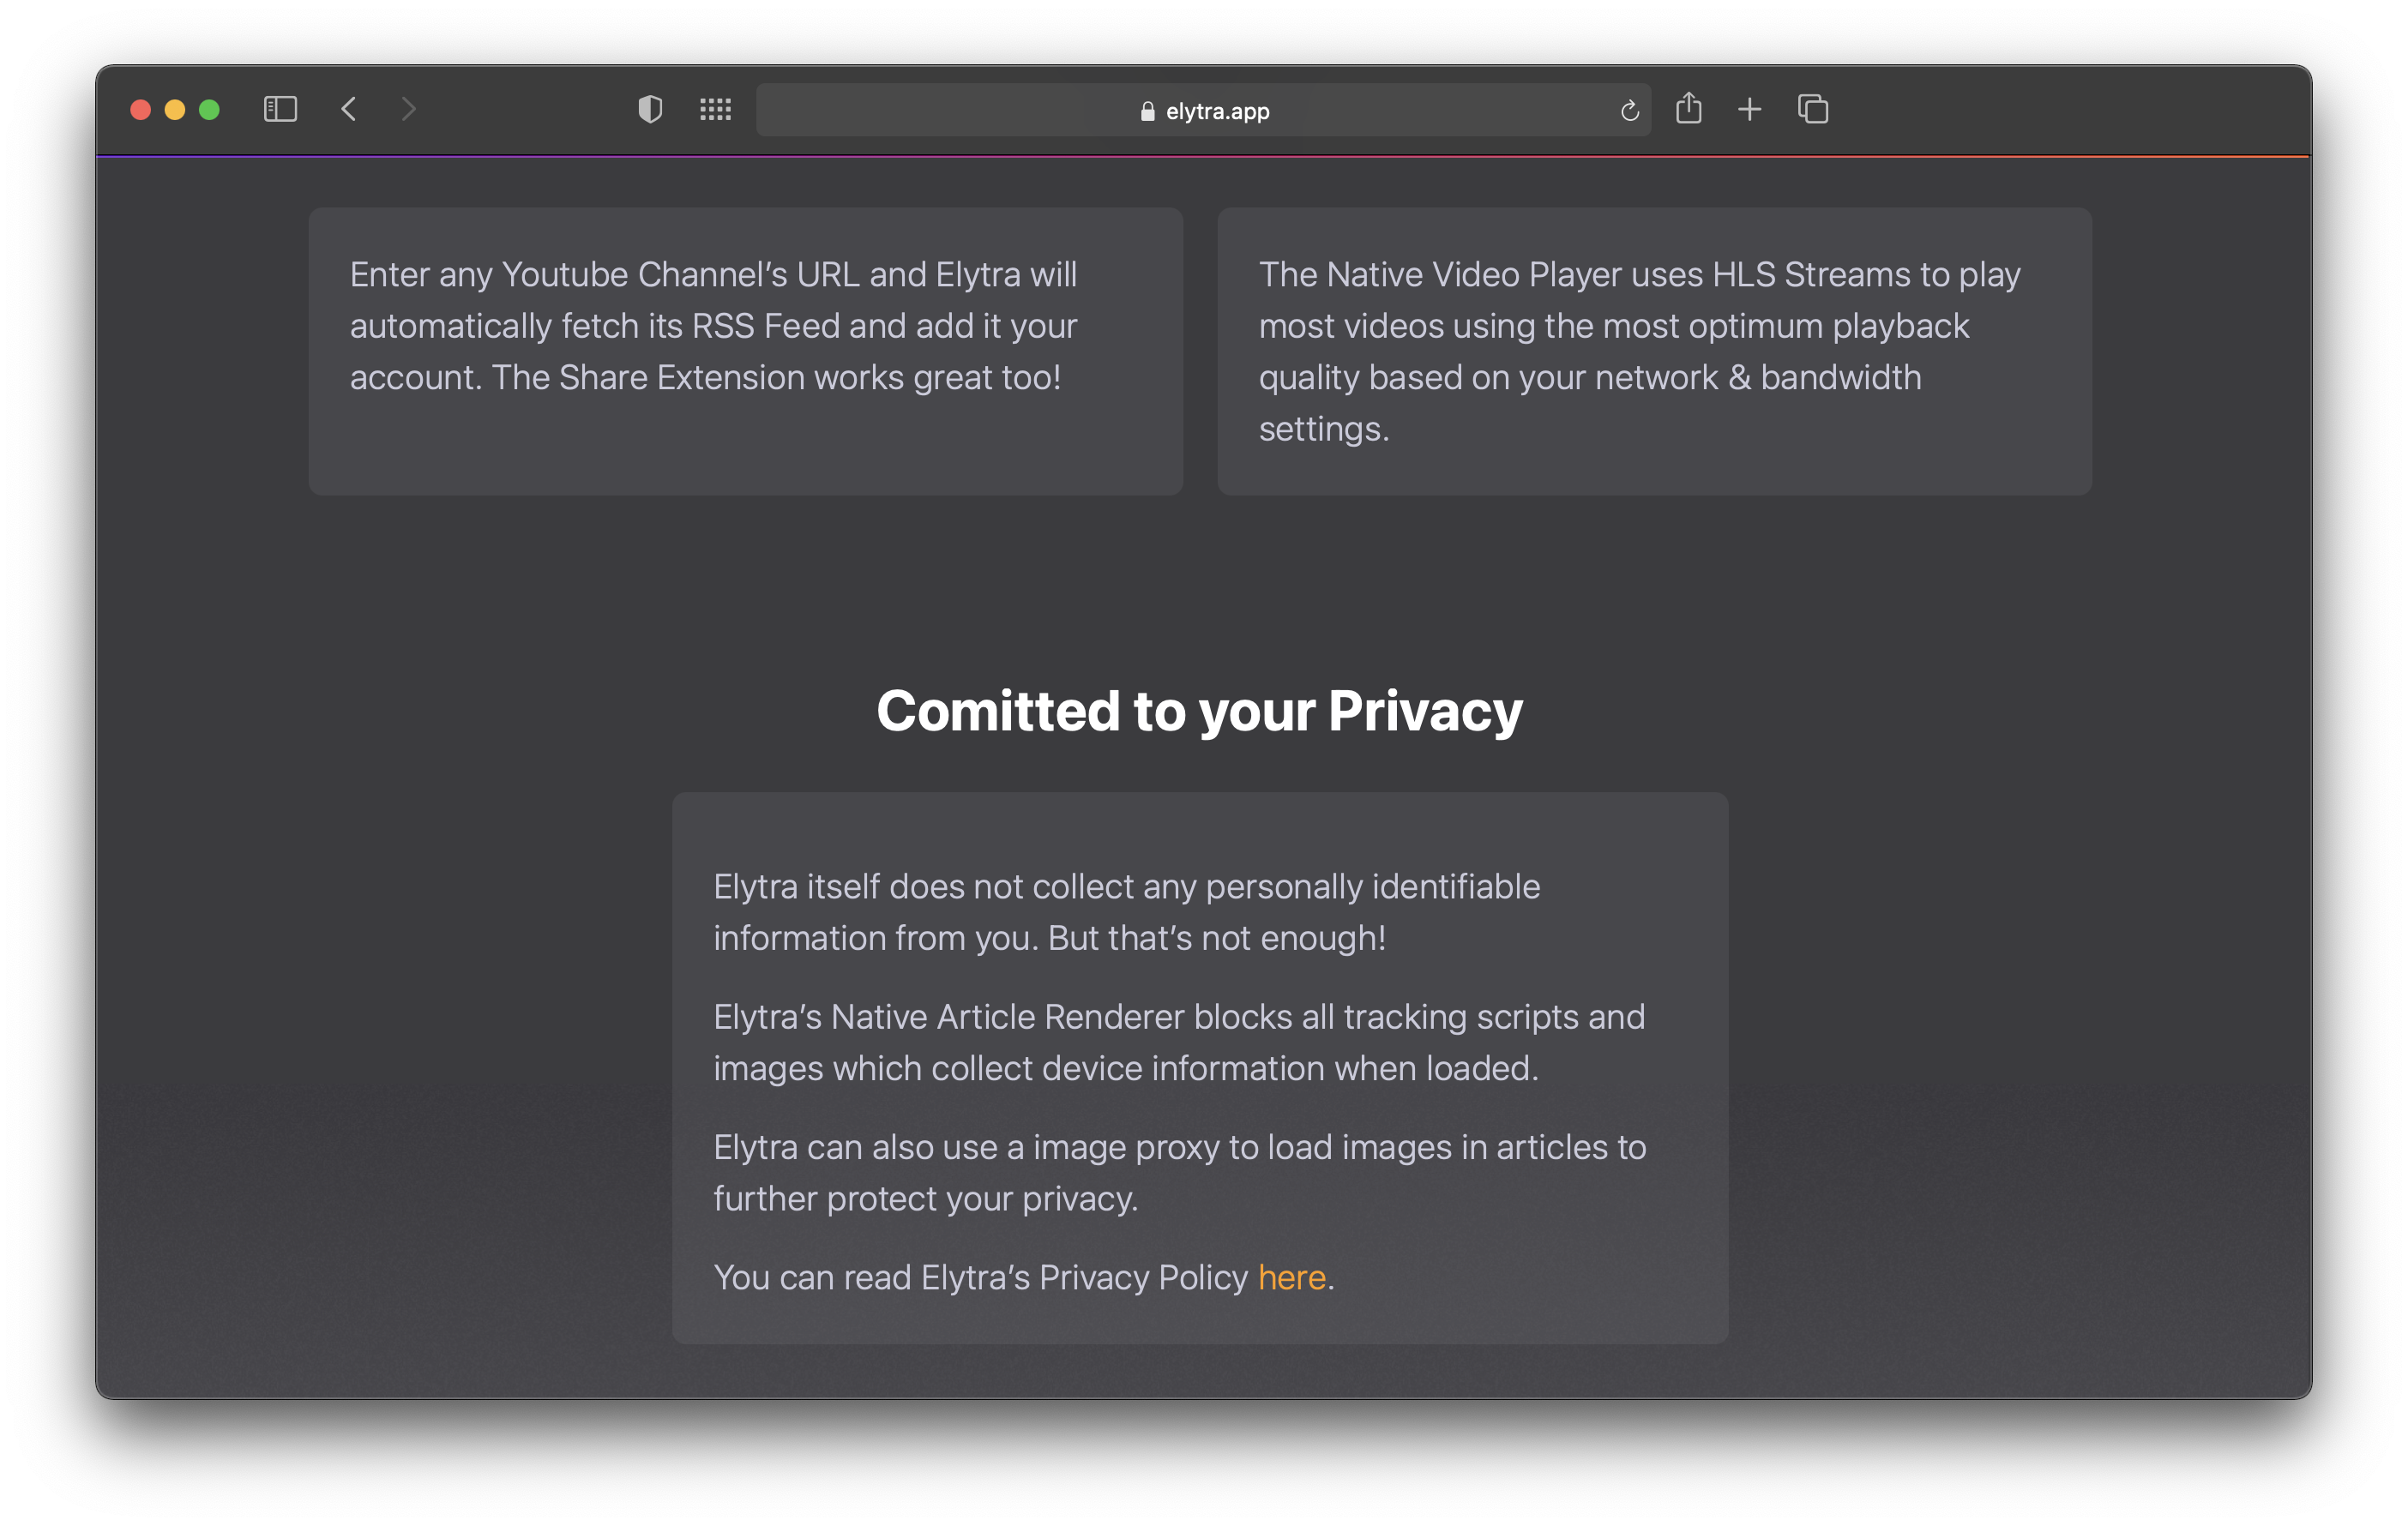 elytra.app
Enter any Youtube Channel’s URL and Elytra will
automatically fetch its RSS Feed and add it your
account. The Share Extension works great too!
The Native Video Player uses HLS Streams to play
most videos using the most optimum playback
quality based on your network & bandwidth
settings.
Comitted to your Privacy
Elytra itself does not collect any personally identifiable
information from you. But that’s not enough!
Elytra’s Native Article Renderer blocks all tracking scripts and
images which collect device information when loaded.
Elytra can also use a image proxy to load images in articles to
further protect your privacy.
You can read Elytra’s Privacy Policy here.